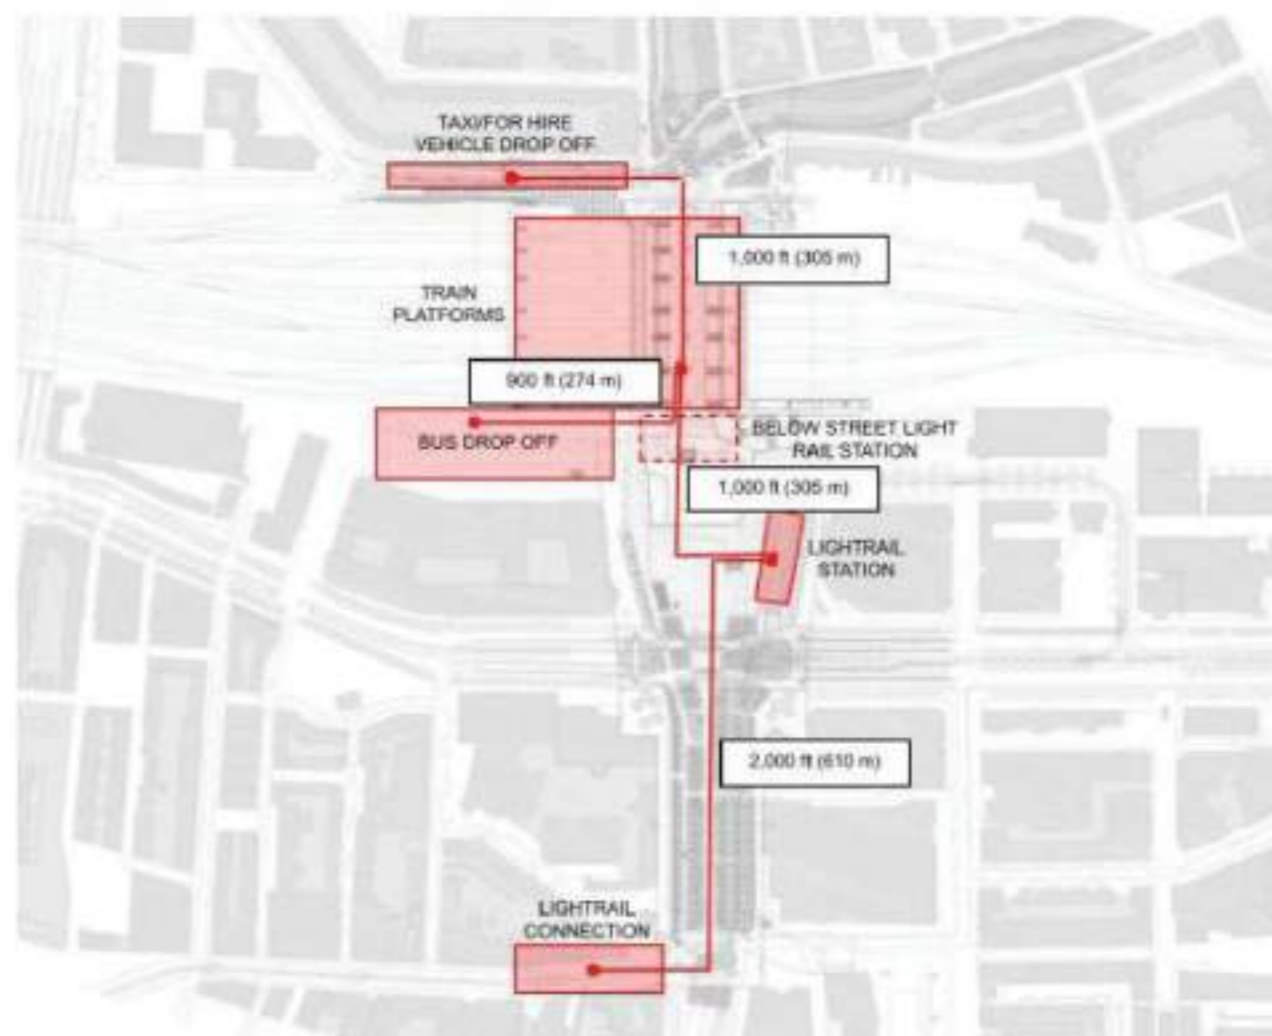 TAXI/FOR HIRE
VEHICLE DROP OFF
1,000 ft (305 m)
TRAIN
PLATFORMS
900 ft (274 m)
BUS DROP OFF
BELOW STREET LIGHT
RAIL STATION
1,000 ft (305 m)
LIGHTRAIL
STATION
2,000 ft (610 m)
LIGHTRAIL
CONNECTION